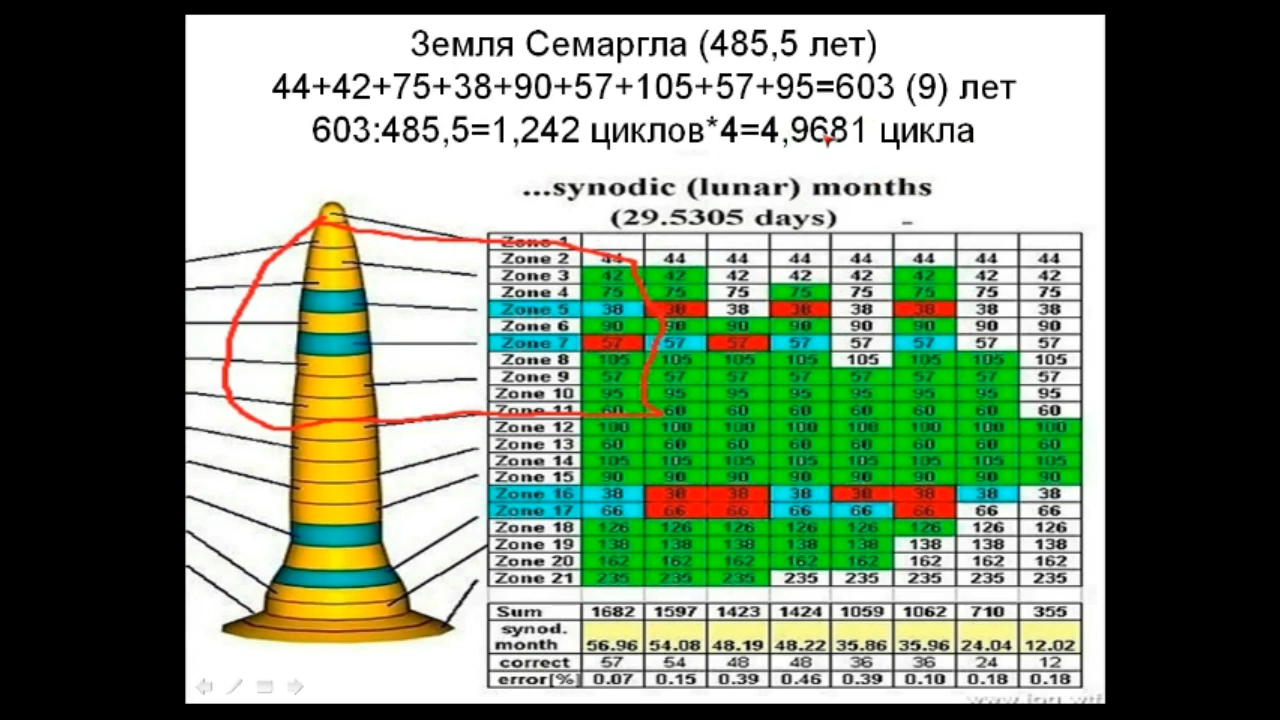 Земля Семаргла (485,5 лет)
44+42+75+38+90+57+105+57+95=603 (9) лет
603:485,5=1,242 циклов*4=4,9681 цикла
...synodic (lunar) months
(29.5305 days)
Zone 1
Zone 2 44 44 44 44 44 44 44 44
Zone 3 42 42 42 42 42 42 42 42
Zone 4 75 75 75 75 75 75 75 75
Zone 5 38 38 38 38 38 38 38 38
Zone 6 90 90 90 90 90 90 90 90
Zone 7 57 57 57 57 57 57 57 57
Zone 8 105 105 105 105 105 105 105 105
Zone 9 57 57 57 57 57 57 57 57
Zone 10 95 95 95 95 95 95 95 95
Zone 11 60 60 60 60 60 60 60 60
Zone 12 100 100 100 100 100 100 100 100
Zone 13 60 60 60 60 60 60 60 60
Zone 14 105 105 105 105 105 105 105 105
Zone 15 90 90 90 90 90 90 90 90
Zone 16 38 38 38 38 38 38 38 38
Zone 17 66 66 66 66 66 66 66 66
Zone 18 126 126 126 126 126 126 126 126
Zone 19 138 138 138 138 138 138 138 138
Zone 20 162 162 162 162 162 162 162 162
Zone 21 235 235 235 235 235 235 235 235
Sum 1682 1597 1423 1424 1059 1062 710 355
synod.
month 56.96 54.08 48.19 48.22 35.86 35.96 24.04 12.02
correct 57 54 48 48 36 36 24 12
error[%] 0.07 0.15 0.39 0.46 0.39 0.10 0.18 0.18